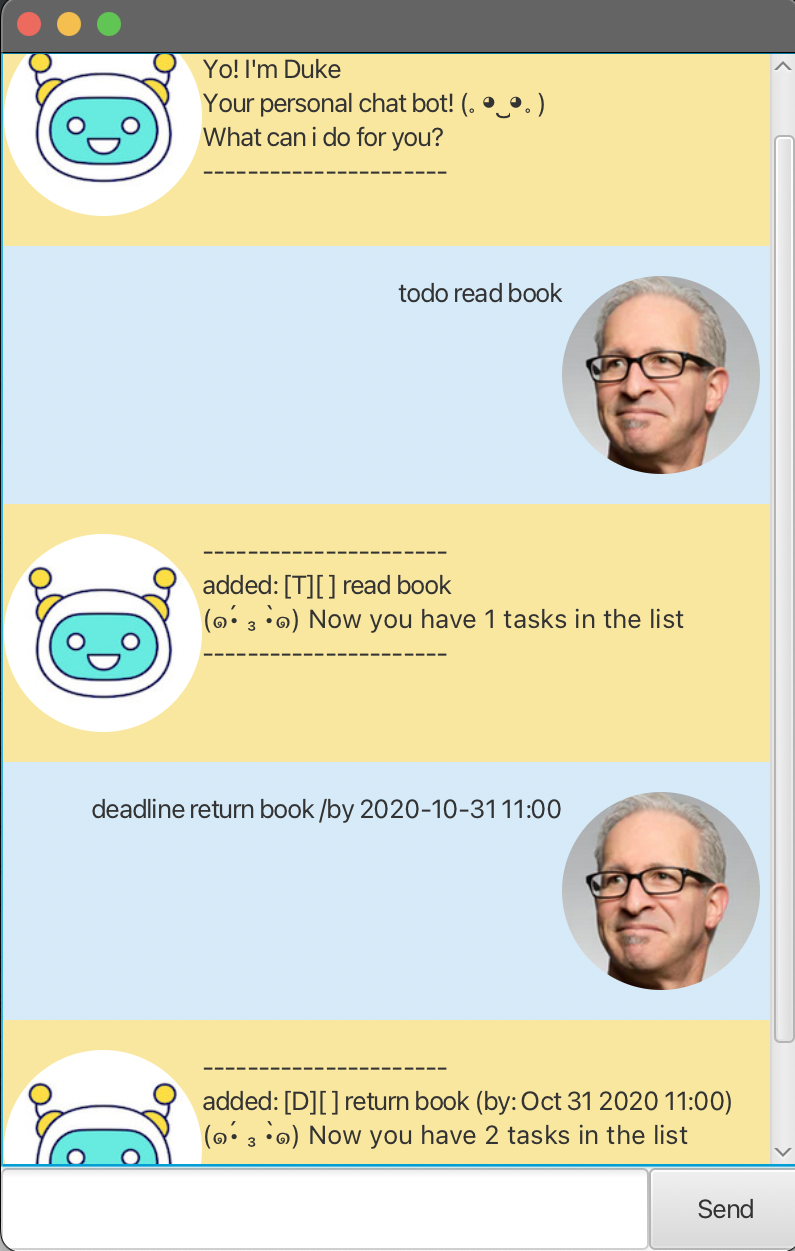 Yo! I'm Duke
Your personal chat bot! (｡◕‿◕｡)
What can i do for you?
----------------------
todo read book
----------------------
added: [T][ ] read book
(๑•́ ₃ •̀๑) Now you have 1 tasks in the list
----------------------
deadline return book /by 2020-10-31 11:00
----------------------
added: [D][ ] return book (by: Oct 31 2020 11:00)
(๑•́ ₃ •̀๑) Now you have 2 tasks in the list
Send